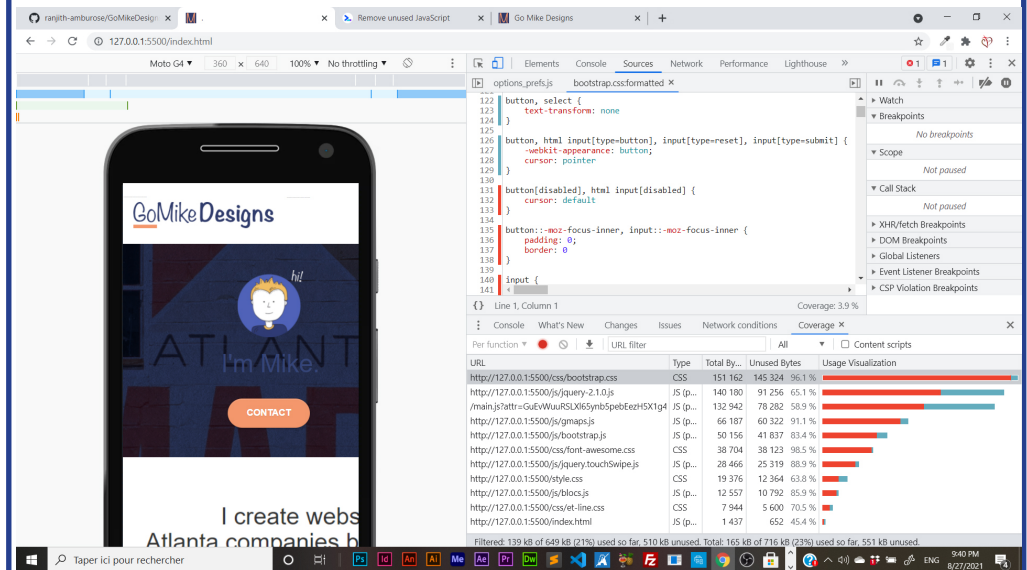 ranjith-amburose/GoMikeDesign
.
Remove unused JavaScript
Go Mike Designs
127.0.0.1:5500/index.html
Moto G4 ▼ 360 x 640 100% ▼ No throttling ▼
Elements Console Sources Network Performance Lighthouse » 1 1
options_prefs.js bootstrap.css:formatted ×
122 button, select {
123 text-transform: none
124 }
125
126 button, html input[type=button], input[type=reset], input[type=submit] {
127 -webkit-appearance: button;
128 cursor: pointer
129 }
130
131 button[disabled], html input[disabled] {
132 cursor: default
133 }
134
135 button::-moz-focus-inner, input::-moz-focus-inner {
136 padding: 0;
137 border: 0
138 }
139
140 input {
141
{} Line 1, Column 1 Coverage: 3.9 %
Watch
Breakpoints
No breakpoints
Scope
Not paused
Call Stack
Not paused
XHR/fetch Breakpoints
DOM Breakpoints
Global Listeners
Event Listener Breakpoints
CSP Violation Breakpoints
GoMike Designs
hi!
ATLANT
I'm Mike.
CONTACT
I create webs
Atlanta companies b
Console What's New Changes Issues Network conditions Coverage ×
Per function ▼ URL filter All ▼ Content scripts
URL Type Total By... Unused Bytes Usage Visualization
http://127.0.0.1:5500/css/bootstrap.css CSS 151 162 145 324 96.1 %
http://127.0.0.1:5500/js/jquery-2.1.0.js JS (p... 140 180 91 256 65.1 %
/main.js?attr=GuEvWuuRSLXl65ynb5pebEezH5X1g4 JS (p... 132 942 78 282 58.9 %
http://127.0.0.1:5500/js/gmaps.js JS (p... 66 187 60 322 91.1 %
http://127.0.0.1:5500/js/bootstrap.js JS (p... 50 156 41 837 83.4 %
http://127.0.0.1:5500/css/font-awesome.css CSS 38 704 38 123 98.5 %
http://127.0.0.1:5500/js/jquery.touchSwipe.js JS (p... 28 466 25 319 88.9 %
http://127.0.0.1:5500/style.css CSS 19 376 12 364 63.8 %
http://127.0.0.1:5500/js/blocs.js JS (p... 12 557 10 792 85.9 %
http://127.0.0.1:5500/css/et-line.css CSS 7 944 5 600 70.5 %
http://127.0.0.1:5500/index.html JS (p... 1 437 652 45.4 %
Filtered: 139 kB of 649 kB (21%) used so far, 510 kB unused. Total: 165 kB of 716 kB (23%) used so far, 551 kB unused.
Taper ici pour rechercher
Ps Id An Ai Me Ae Pr Dw
ENG
9:40 PM
8/27/2021